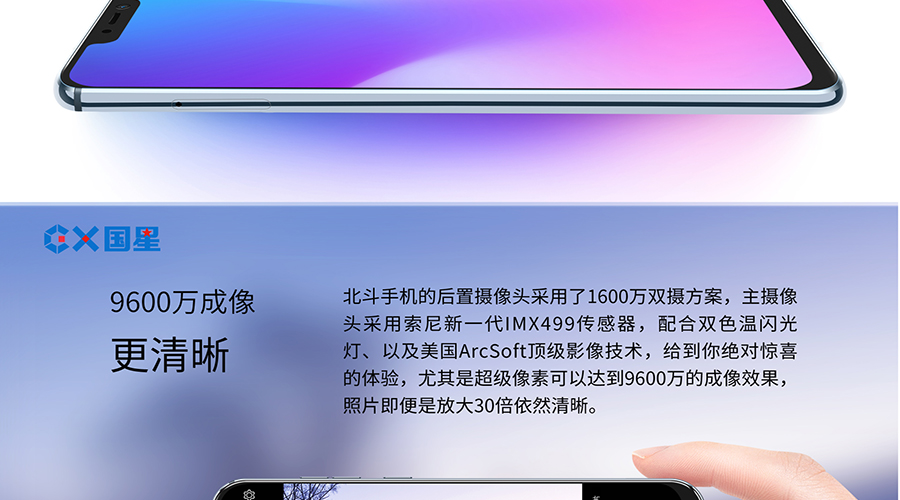 CX国星
9600万成像
更清晰
北斗手机的后置摄像头采用了1600万双摄方案，主摄像
头采用索尼新一代IMX499传感器，配合双色温闪光
灯、以及美国ArcSoft顶级影像技术，给到你绝对惊喜
的体验，尤其是超级像素可以达到9600万的成像效果，
照片即便是放大30倍依然清晰。